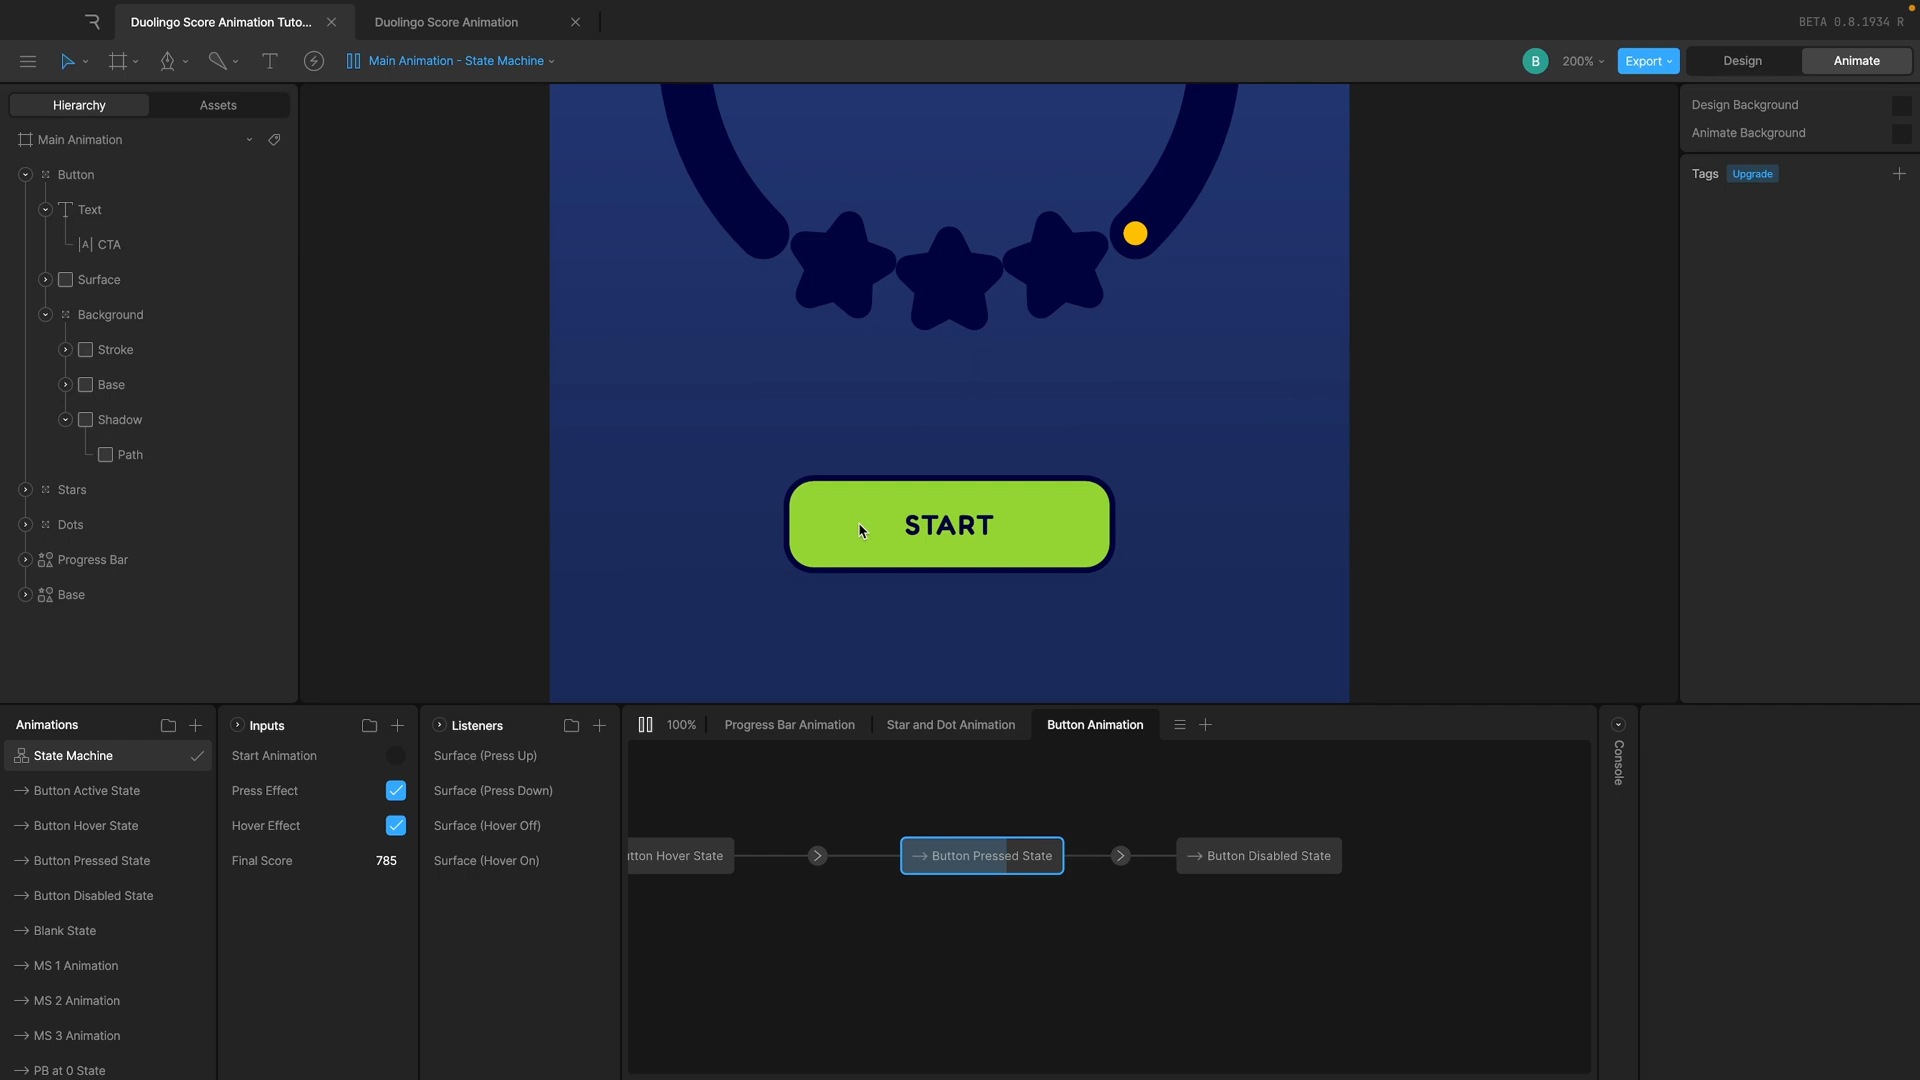 Duolingo Score Animation Tuto...
Duolingo Score Animation
BETA 0.8.1934 R
Main Animation - State Machine
B
200%
Export
Design
Animate
Hierarchy
Assets
Main Animation
Button
Text
CTA
Surface
Background
Stroke
Base
Shadow
Path
Stars
Dots
Progress Bar
Base
START
Design Background
Animate Background
Tags
Upgrade
Animations
State Machine
Button Active State
Button Hover State
Button Pressed State
Button Disabled State
Blank State
MS 1 Animation
MS 2 Animation
MS 3 Animation
PB at 0 State
Inputs
Start Animation
Press Effect
Hover Effect
Final Score 785
Listeners
Surface (Press Up)
Surface (Press Down)
Surface (Hover Off)
Surface (Hover On)
100%
Progress Bar Animation
Star and Dot Animation
Button Animation
utton Hover State
Button Pressed State
Button Disabled State
Console